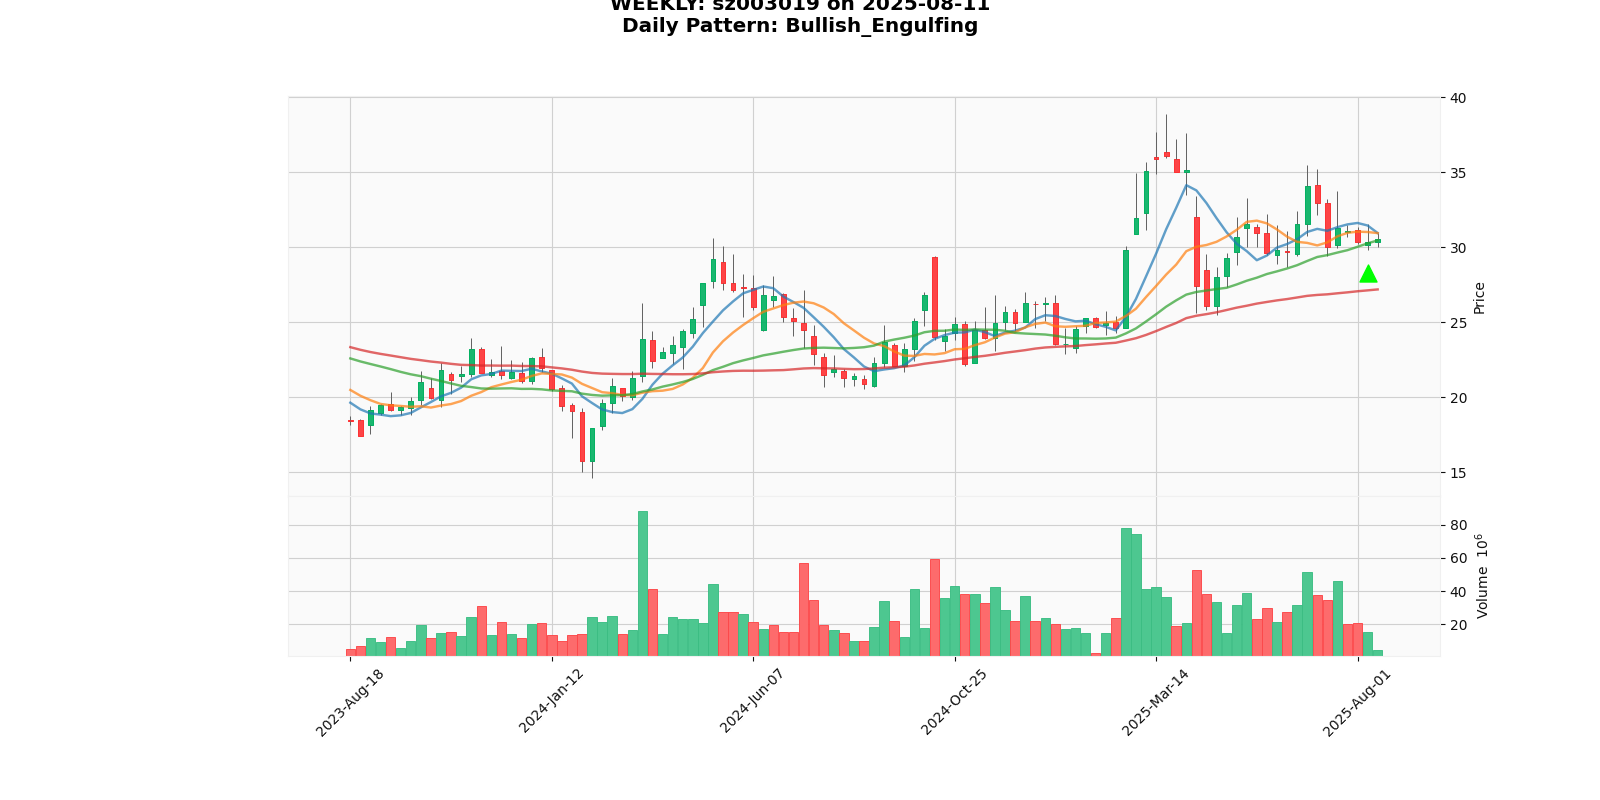 WEEKLY: sz003019 on 2025-08-11
Daily Pattern: Bullish_Engulfing
40
35
30
25
20
15
Price
80
60
40
20
Volume 10^6
2023-Aug-18
2024-Jan-12
2024-Jun-07
2024-Oct-25
2025-Mar-14
2025-Aug-01